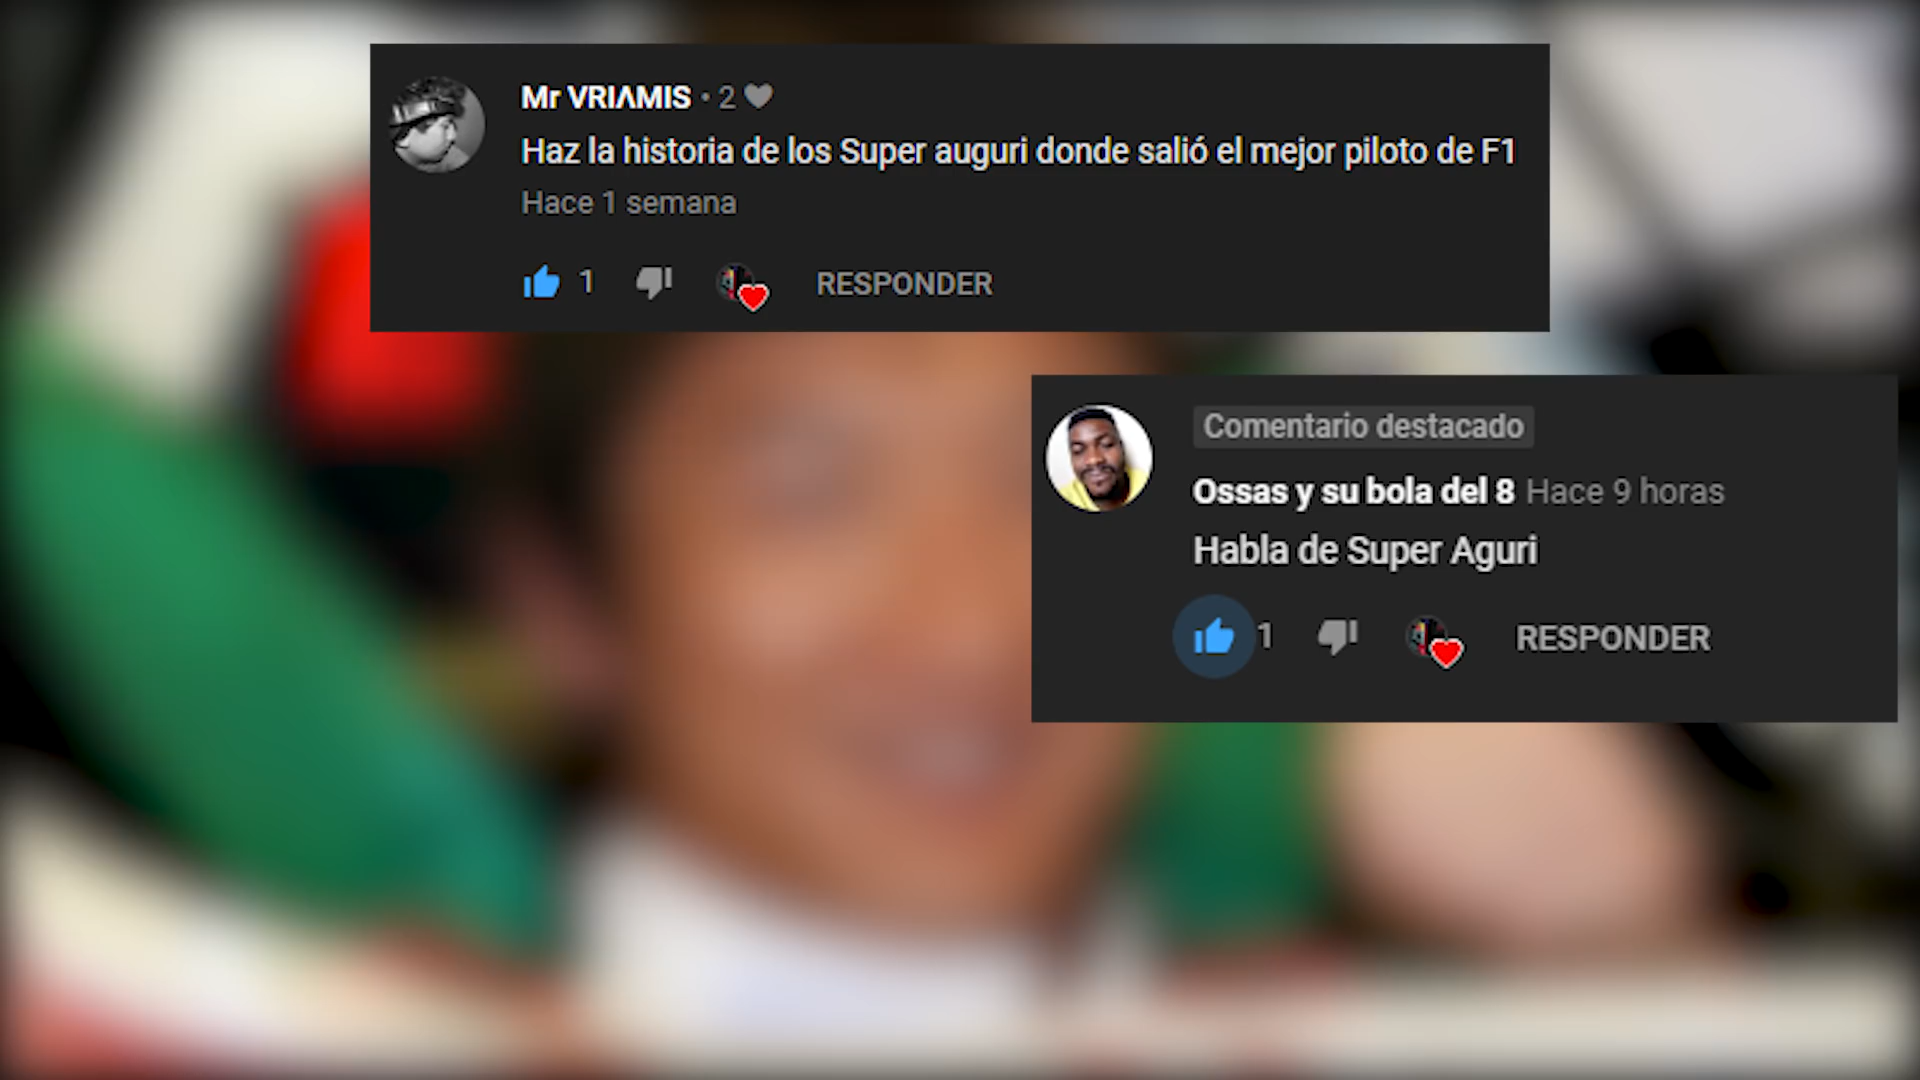 Mr VRIΛMIS • 2
Haz la historia de los Super auguri donde salió el mejor piloto de F1
Hace 1 semana
1 RESPONDER
Comentario destacado
Ossas y su bola del 8 Hace 9 horas
Habla de Super Aguri
1 RESPONDER